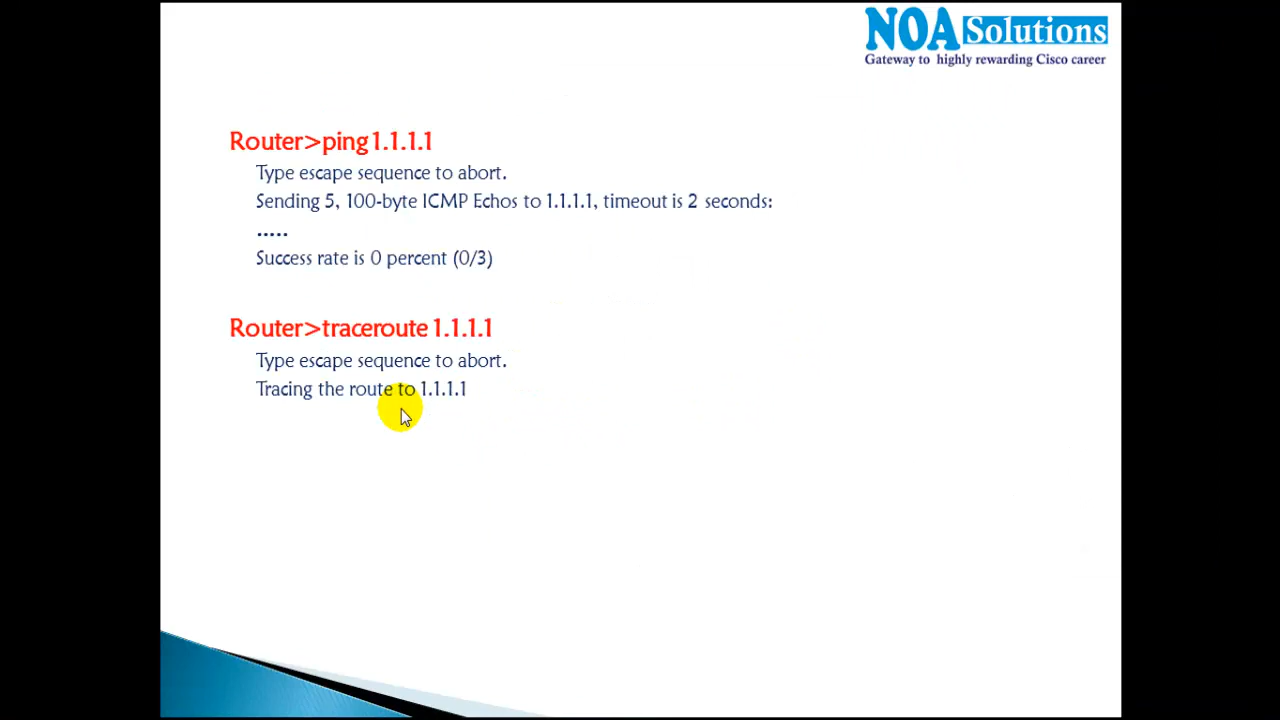 NOA Solutions
Gateway to highly rewarding Cisco career
Router>ping 1.1.1.1
Type escape sequence to abort.
Sending 5, 100-byte ICMP Echos to 1.1.1.1, timeout is 2 seconds:
.....
Success rate is 0 percent (0/3)
Router>traceroute 1.1.1.1
Type escape sequence to abort.
Tracing the route to 1.1.1.1